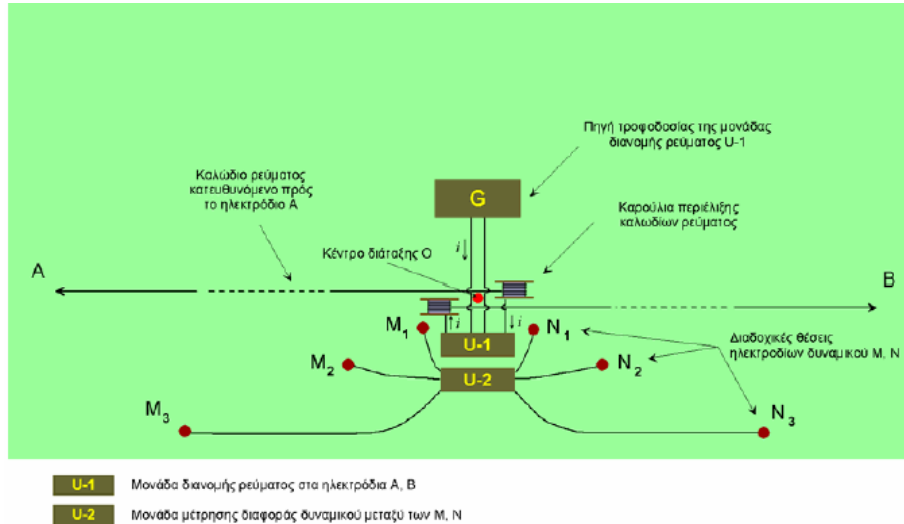 Πηγή τροφοδοσίας της μονάδας
διανομής ρεύματος U-1
Καλώδιο ρεύματος
κατευθυνόμενο πρός
το ηλεκτρόδιο Α
G
Καρούλια περιέλιξης
καλωδίων ρεύματος
i
Κέντρο διάταξης Ο
A
B
M1
i
i
N1
U-1
Διαδοχικές θέσεις
ηλεκτροδίων δυναμικού Μ, Ν
M2
U-2
N2
M3
N3
U-1 Μονάδα διανομής ρεύματος στα ηλεκτρόδια Α, Β
U-2 Μονάδα μέτρησης διαφοράς δυναμικού μεταξύ των Μ, Ν